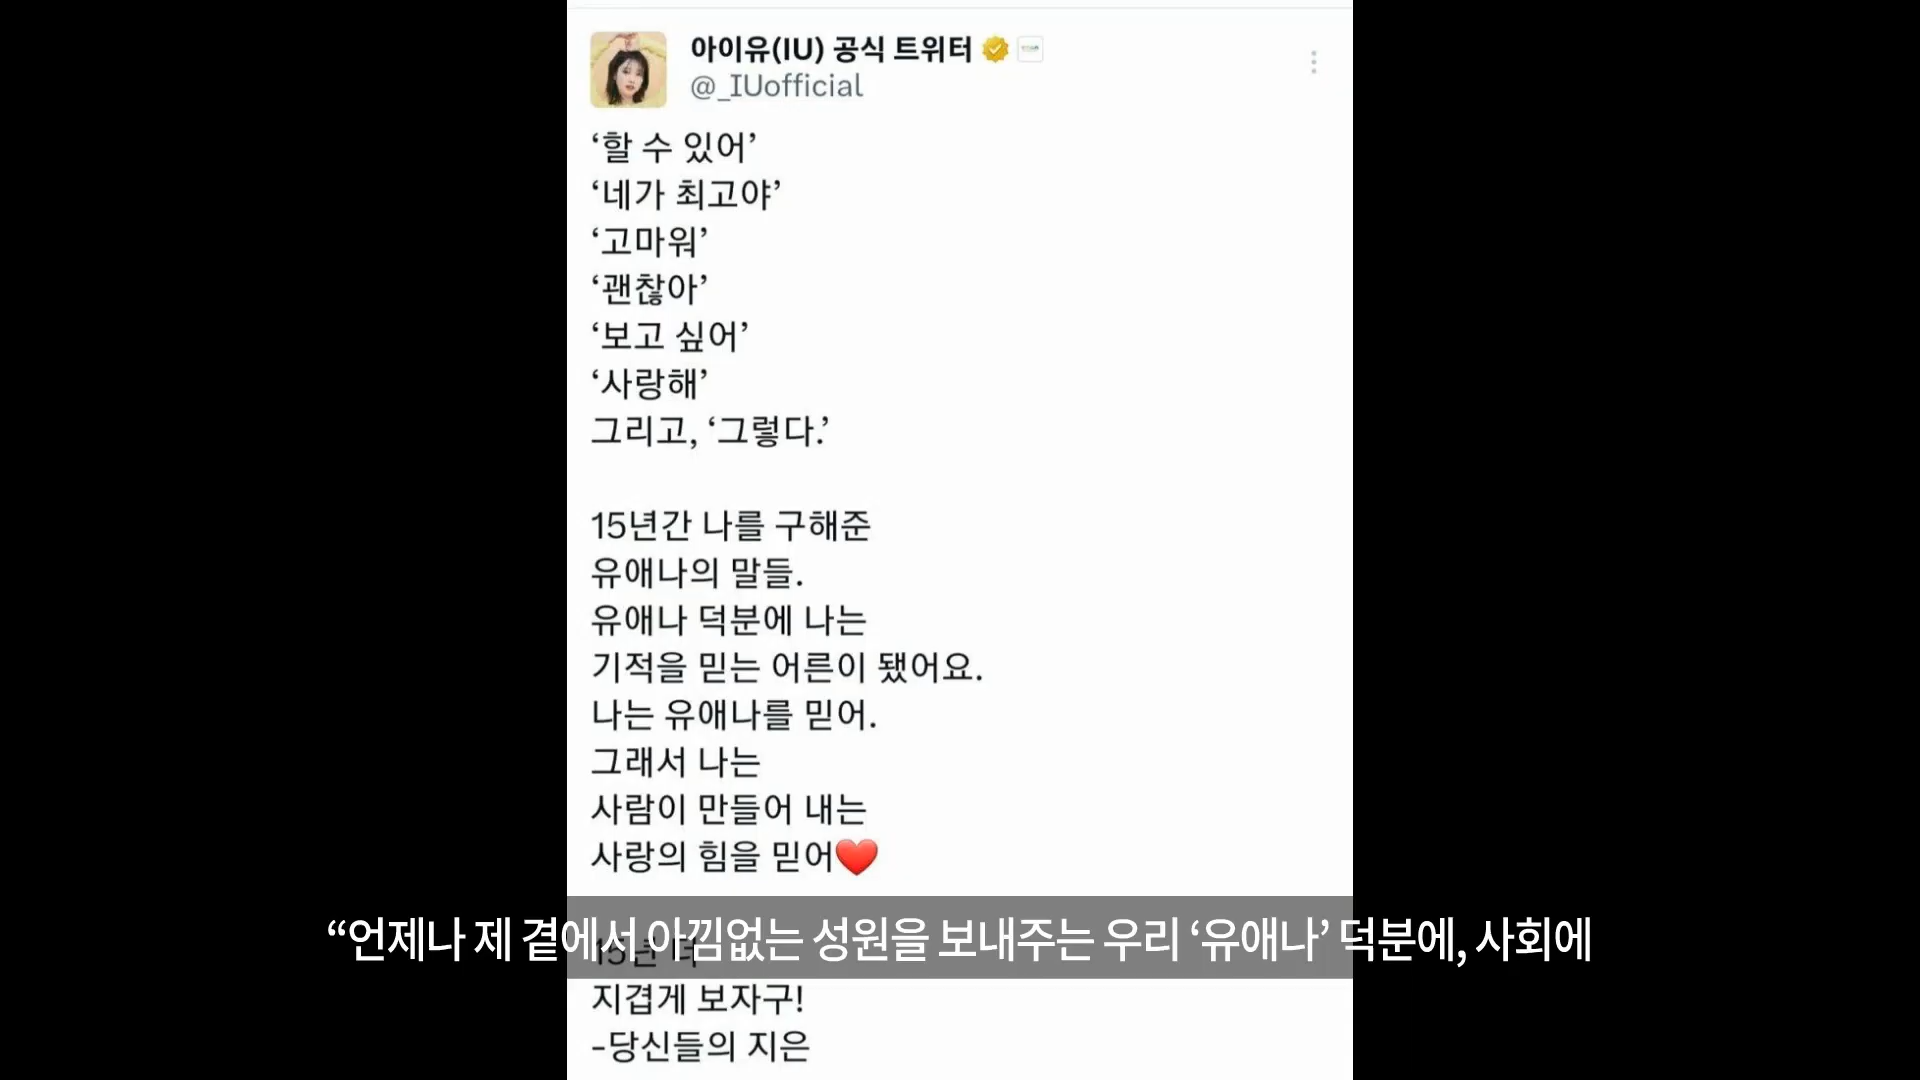 아이유(IU) 공식 트위터
@_IUofficial
‘할 수 있어’
‘네가 최고야’
‘고마워’
‘괜찮아’
‘보고 싶어’
‘사랑해’
그리고, ‘그렇다.’
15년간 나를 구해준
유애나의 말들.
유애나 덕분에 나는
기적을 믿는 어른이 됐어요.
나는 유애나를 믿어.
그래서 나는
사람이 만들어 내는
사랑의 힘을 믿어❤️
15년 더
“언제나 제 곁에서 아낌없는 성원을 보내주는 우리 ‘유애나’ 덕분에, 사회에
지겹게 보자구!
-당신들의 지은